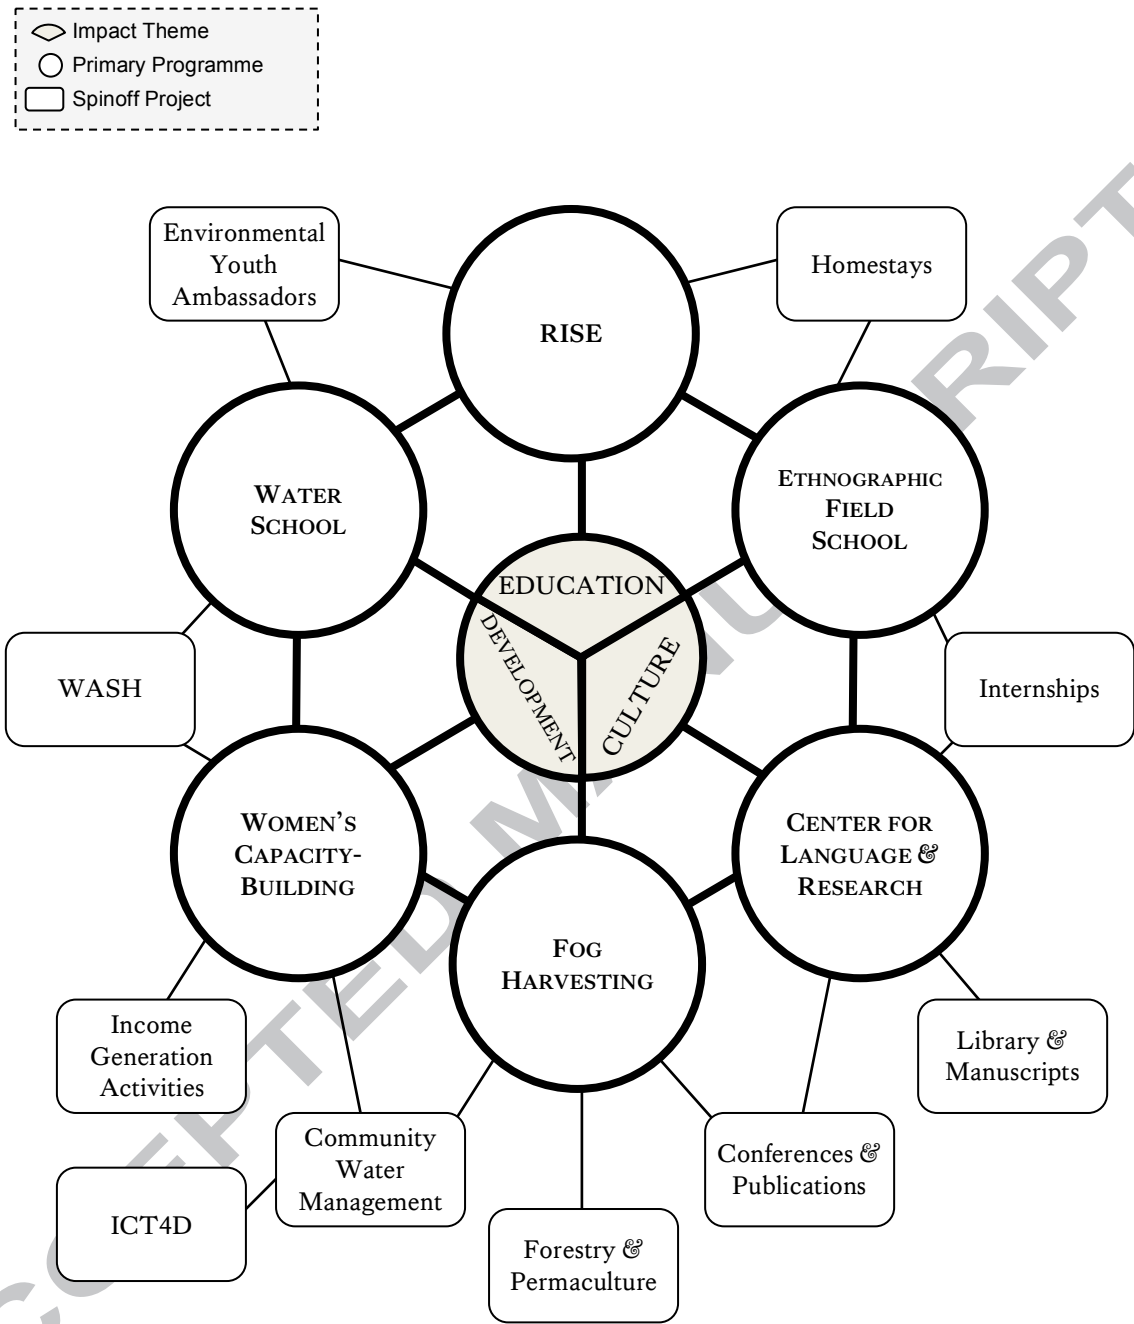 Impact Theme
Primary Programme
Spinoff Project
Environmental
Youth
Ambassadors
RISE
Homestays
WATER
SCHOOL
ETHNOGRAPHIC
FIELD
SCHOOL
EDUCATION
DEVELOPMENT
CULTURE
WASH
Internships
WOMEN'S
CAPACITY-
BUILDING
CENTER FOR
LANGUAGE &
RESEARCH
FOG
HARVESTING
Income
Generation
Activities
Library &
Manuscripts
Community
Water
Management
Conferences &
Publications
ICT4D
Forestry &
Permaculture